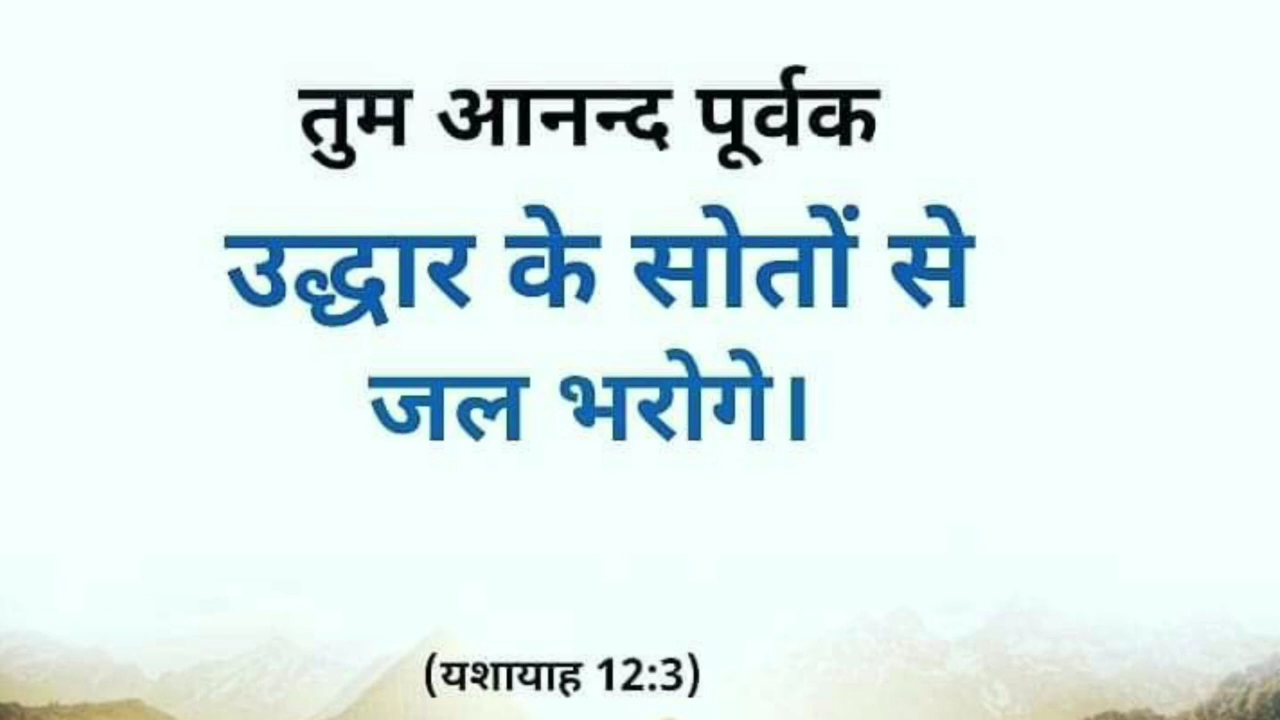 तुम आनन्द पूर्वक
उद्धार के सोतों से
जल भरोगे।
(यशायाह 12:3)